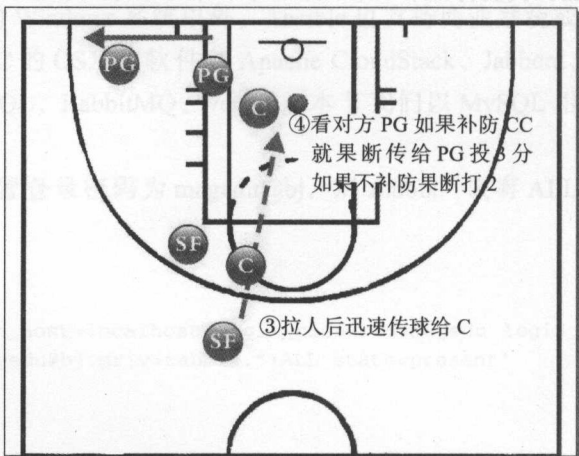 PG
PG
C
④看对方 PG 如果补防 CC
就果断传给 PG 投 3 分
如果不补防果断打 2
SF
C
SF
③拉人后迅速传球给 C